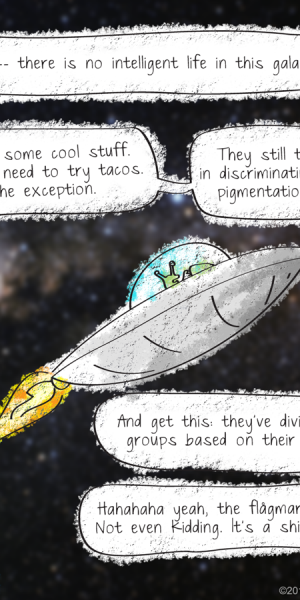 -- there is no intelligent life in this gala
some cool stuff.
need to try tacos.
he exception.
They still t
in discriminati
pigmentatio
And get this: they've divi
groups based on their
Hahahaha yeah, the flågmar
Not even kidding. It's a shi
©20